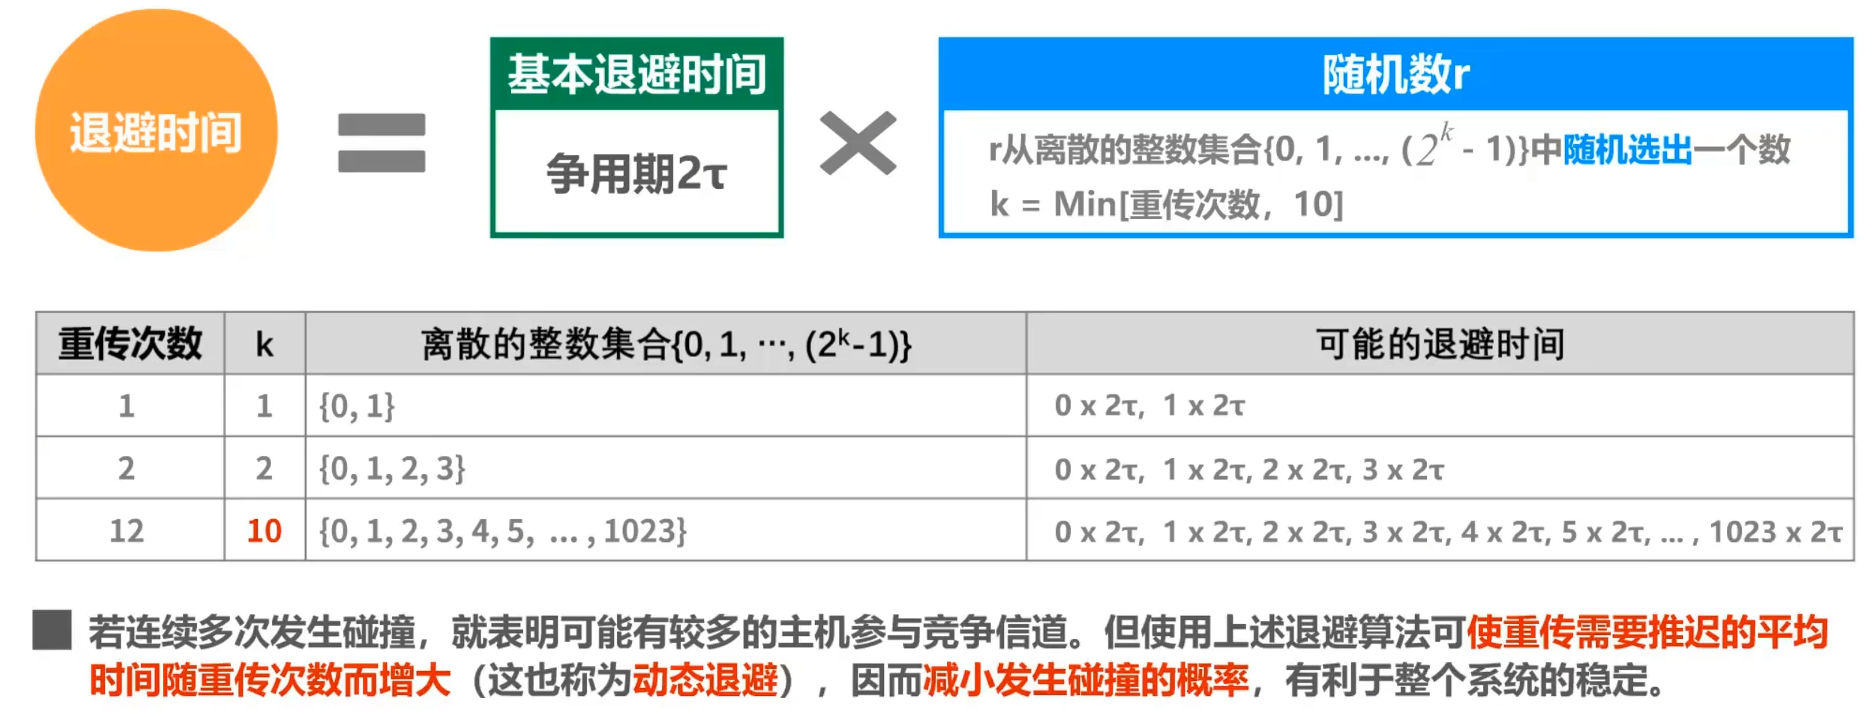 退避时间
基本退避时间
争用期2τ
随机数r
r从离散的整数集合{0, 1, ..., (2^k - 1)}中随机选出一个数
k = Min[重传次数，10]
重传次数 k 离散的整数集合{0, 1, ···, (2^k-1)} 可能的退避时间
1 1 {0, 1} 0 x 2τ, 1 x 2τ
2 2 {0, 1, 2, 3} 0 x 2τ, 1 x 2τ, 2 x 2τ, 3 x 2τ
12 10 {0, 1, 2, 3, 4, 5, ... , 1023} 0 x 2τ, 1 x 2τ, 2 x 2τ, 3 x 2τ, 4 x 2τ, 5 x 2τ, ... , 1023 x 2τ
若连续多次发生碰撞，就表明可能有较多的主机参与竞争信道。但使用上述退避算法可使重传需要推迟的平均
时间随重传次数而增大（这也称为动态退避），因而减小发生碰撞的概率，有利于整个系统的稳定。